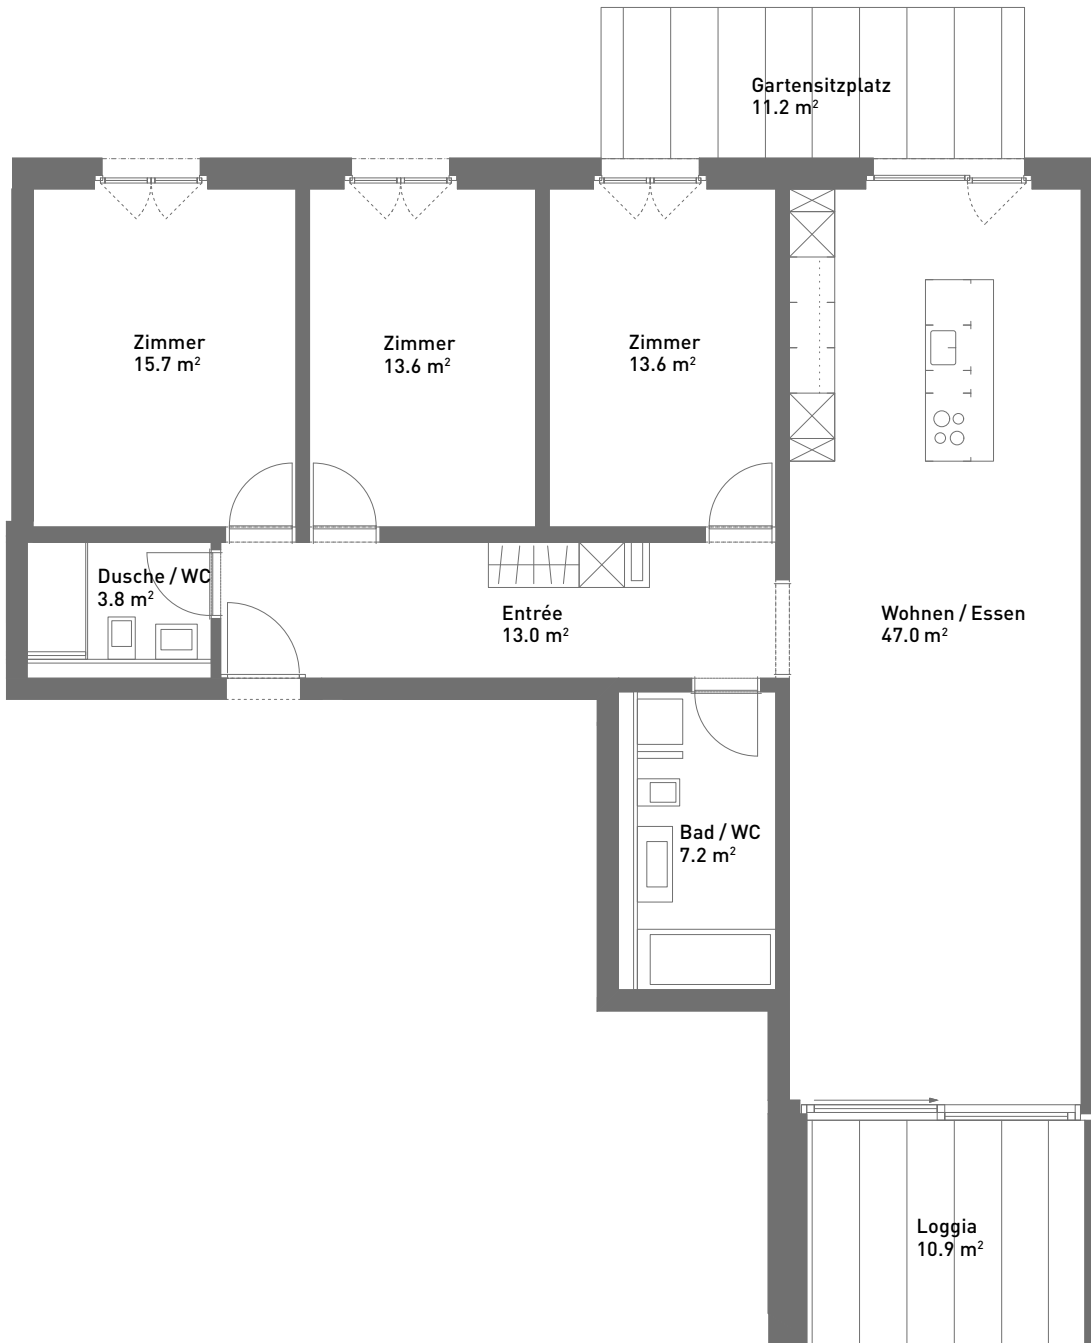 Gartensitzplatz
11.2 m²
Zimmer
15.7 m²
Zimmer
13.6 m²
Zimmer
13.6 m²
Dusche / WC
3.8 m²
Entrée
13.0 m²
Wohnen / Essen
47.0 m²
Bad / WC
7.2 m²
Loggia
10.9 m²